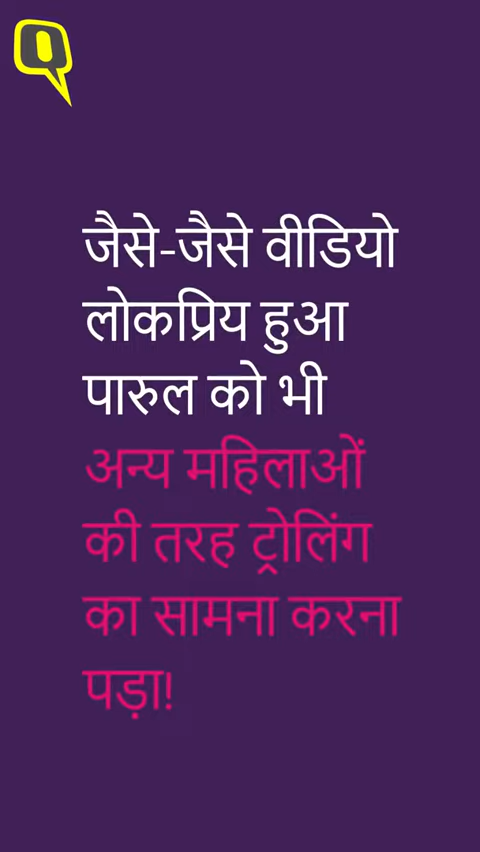 जैसे-जैसे वीडियो
लोकप्रिय हुआ
पारुल को भी
अन्य महिलाओं
की तरह ट्रोलिंग
का सामना करना
पड़ा!